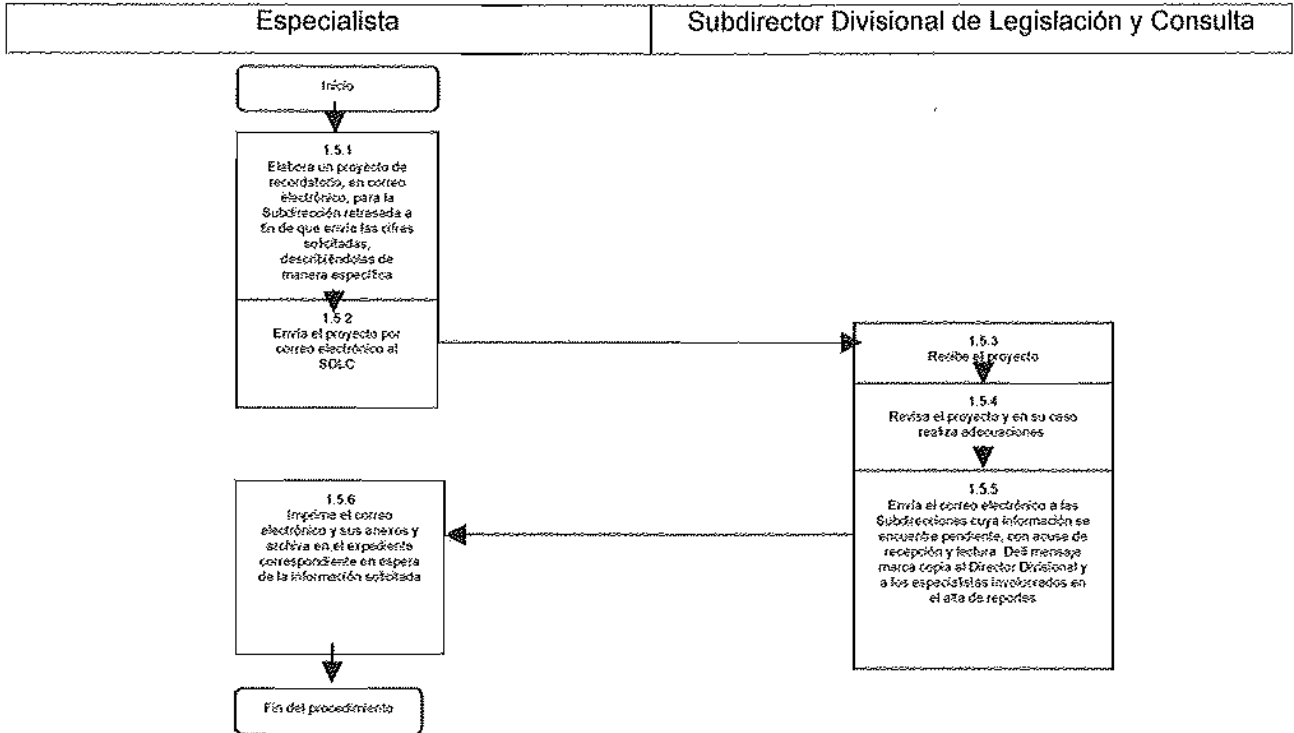 Especialista
Subdirector Divisional de Legislación y Consulta
Inicio
1.5.1
Elabora un proyecto de
recordatorio, en correo
electrónico, para la
Subdirección retrasada a
fin de que envíe las cifras
solicitadas,
describiéndolas de
manera específica
1.5.2
Envía el proyecto por
correo electrónico al
SDLC
1.5.3
Recibe el proyecto
1.5.4
Revisa el proyecto y en su caso
realiza adecuaciones
1.5.5
Envía el correo electrónico a las
Subdirecciones cuya información se
encuentre pendiente, con acuse de
recepción y lectura. Del mensaje
marca copia al Director Divisional y
a los especialistas involucrados en
el alta de reportes
1.5.6
Imprime el correo
electrónico y sus anexos y
archiva en el expediente
correspondiente en espera
de la información solicitada
Fin del procedimiento